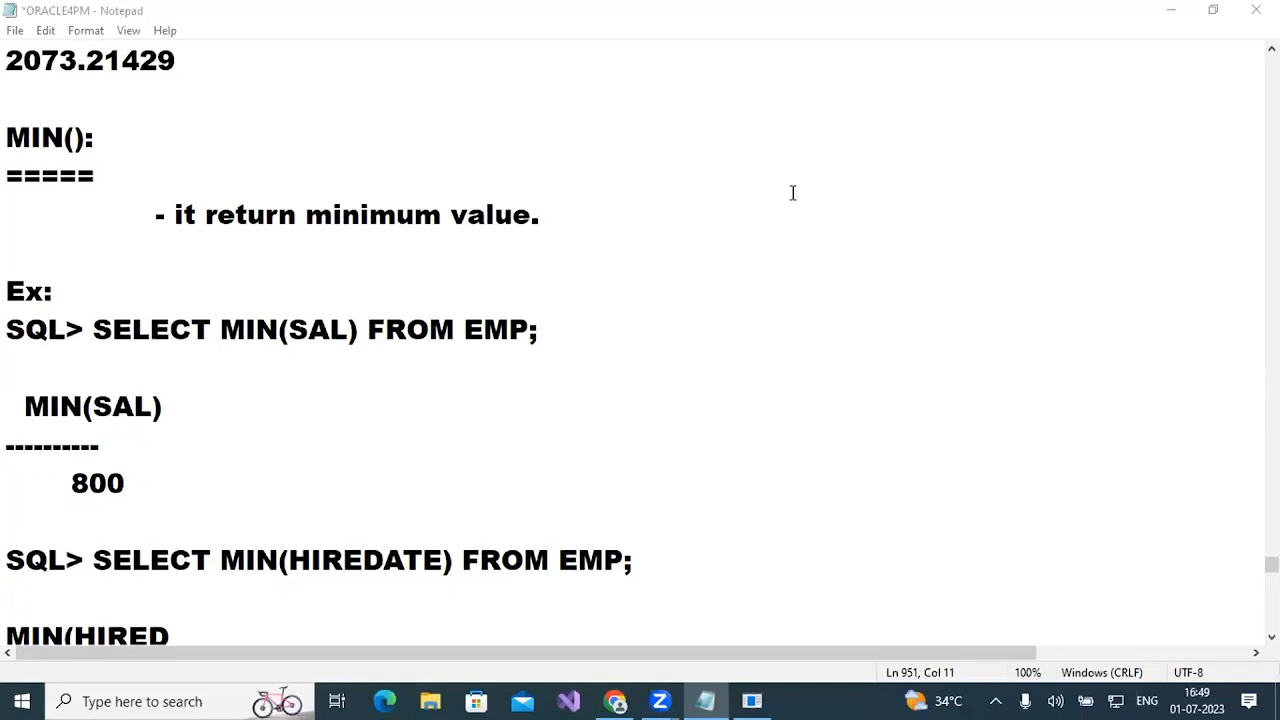 *ORACLE4PM - Notepad
File Edit Format View Help
2073.21429
MIN():
=====
- it return minimum value.
Ex:
SQL> SELECT MIN(SAL) FROM EMP;
MIN(SAL)
----------
800
SQL> SELECT MIN(HIREDATE) FROM EMP;
MIN(HIRED
Ln 951, Col 11 100% Windows (CRLF) UTF-8
Type here to search
34°C ENG 16:49 01-07-2023